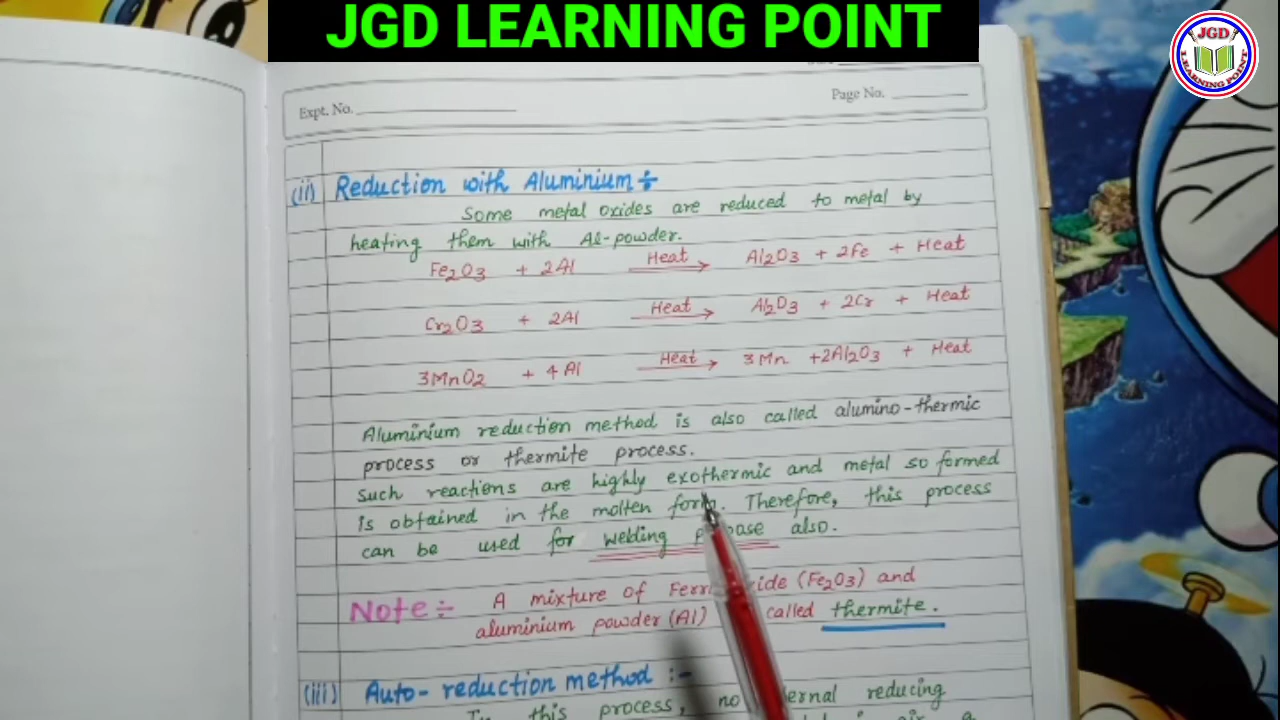 JGD LEARNING POINT
JGD
LEARNING POINT
Expt. No.
Page No.
(ii) Reduction with Aluminium ÷
Some metal oxides are reduced to metal by
heating them with Al-powder.
Fe2O3 + 2Al Heat → Al2O3 + 2Fe + Heat
Cr2O3 + 2Al Heat → Al2O3 + 2Cr + Heat
3MnO2 + 4Al Heat → 3Mn +2Al2O3 + Heat
Aluminium reduction method is also called alumino-thermic
process or thermite process.
Such reactions are highly exothermic and metal so formed
is obtained in the molten form. Therefore, this process
can be used for welding also.
Note ÷ A mixture of (Fe2O3) and
aluminium powder (Al) called thermite.
(iii) Auto-reduction method :-
In this process, no reducing